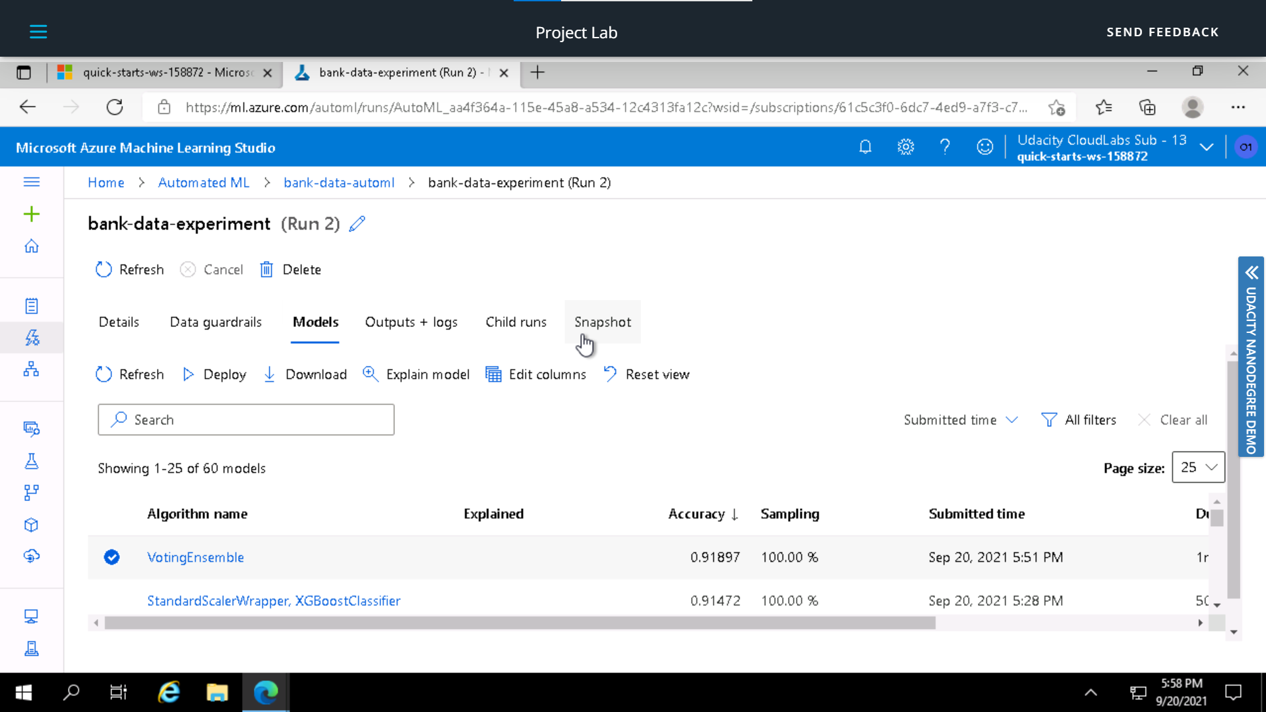 Project Lab
SEND FEEDBACK
quick-starts-ws-158872 - Micros
bank-data-experiment (Run 2) -
https://ml.azure.com/automl/runs/AutoML_aa4f364a-115e-45a8-a534-12c4313fa12c?wsid=/subscriptions/61c5c3f0-6dc7-4ed9-a7f3-c7...
Microsoft Azure Machine Learning Studio
Udacity CloudLabs Sub - 13
quick-starts-ws-158872
O1
Home > Automated ML > bank-data-automl > bank-data-experiment (Run 2)
bank-data-experiment (Run 2)
Refresh Cancel Delete
Details Data guardrails Models Outputs + logs Child runs Snapshot
Refresh Deploy Download Explain model Edit columns Reset view
Search
Submitted time All filters Clear all
Showing 1-25 of 60 models
Page size: 25
Algorithm name Explained Accuracy ↓ Sampling Submitted time Du
VotingEnsemble 0.91897 100.00 % Sep 20, 2021 5:51 PM 1m
StandardScalerWrapper, XGBoostClassifier 0.91472 100.00 % Sep 20, 2021 5:28 PM 50
UDACITY NANODEGREE DEMO
5:58 PM
9/20/2021